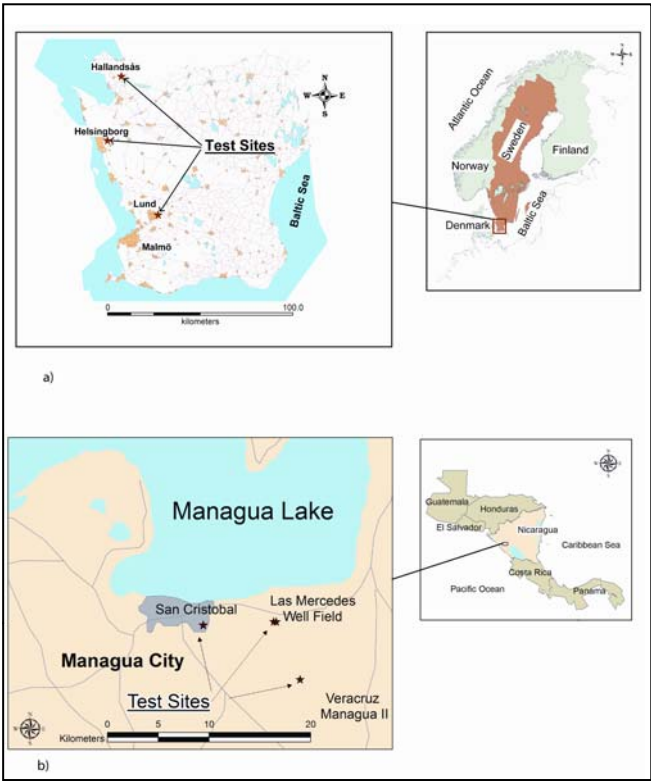 Hallandsås
N
W E
S
Helsingborg
Test Sites
Lund
Malmö
Baltic Sea
0 100.0
kilometers
Atlantic Ocean
Sweden
Norway
Finland
Denmark
Baltic Sea
a)
Managua Lake
San Cristobal
Las Mercedes
Well Field
Managua City
Test Sites
Veracruz
Managua II
0 5 10 20
Kilometers
b)
Guatemala
Honduras
El Salvador
Nicaragua
Caribbean Sea
Costa Rica
Pacific Ocean
Panamá